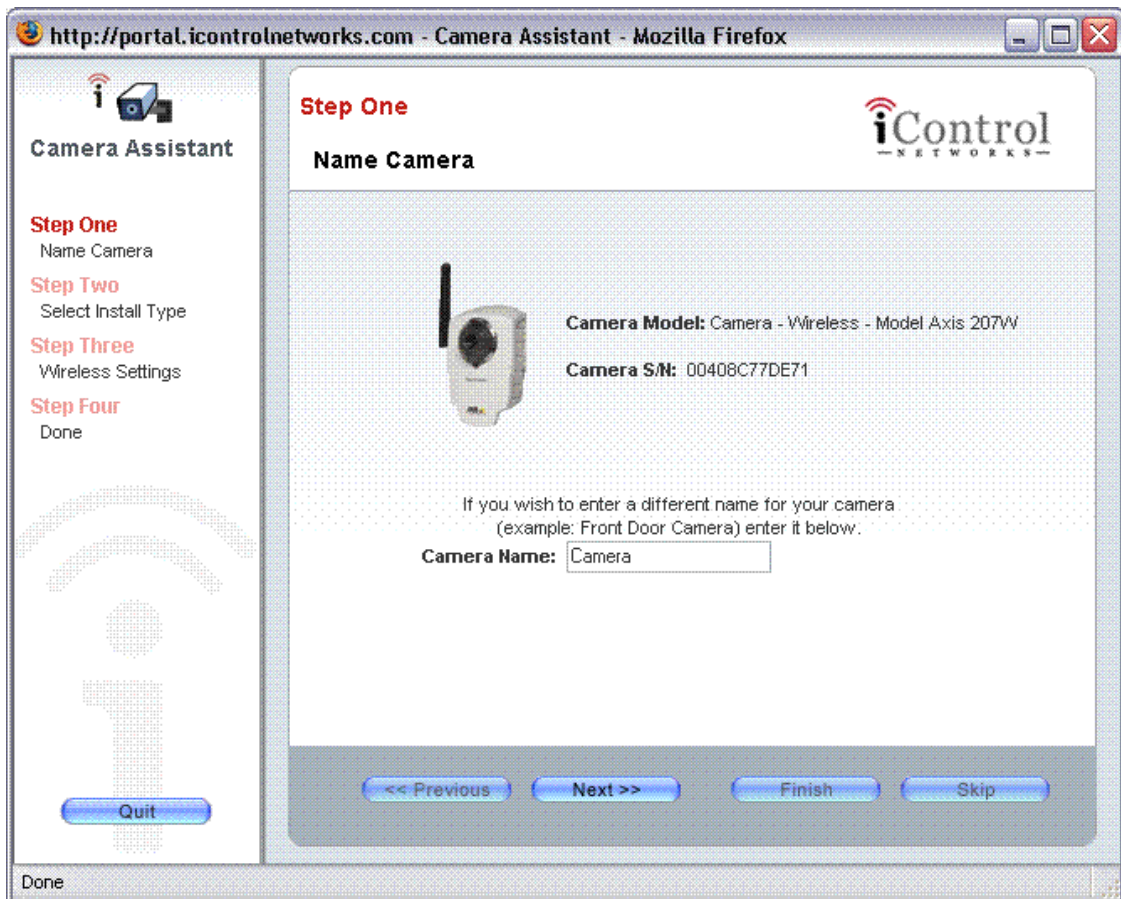 http://portal.icontrolnetworks.com - Camera Assistant - Mozilla Firefox
i
Camera Assistant
Step One
Name Camera
Step Two
Select Install Type
Step Three
Wireless Settings
Step Four
Done
Quit
Step One
Name Camera
iControl
NETWORKS
Camera Model: Camera - Wireless - Model Axis 207W
Camera S/N: 00408C77DE71
If you wish to enter a different name for your camera
(example: Front Door Camera) enter it below.
Camera Name: Camera
<< Previous Next >> Finish Skip
Done